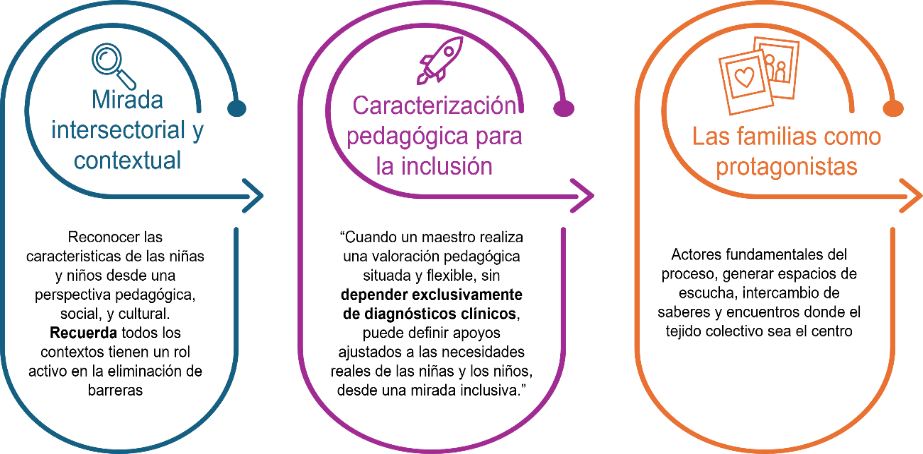 Mirada
intersectorial y
contextual
Reconocer las
caracteristicas de las niñas
y niños desde una
perspectiva pedagógica,
social, y cultural.
Recuerda todos los
contextos tienen un rol
activo en la eliminación de
barreras
Caracterización
pedagógica para
la inclusión
“Cuando un maestro realiza
una valoración pedagógica
situada y flexible, sin
depender exclusivamente
de diagnósticos clínicos,
puede definir apoyos
ajustados a las necesidades
reales de las niñas y los niños,
desde una mirada inclusiva.”
Las familias como
protagonistas
Actores fundamentales del
proceso, generar espacios de
escucha, intercambio de
saberes y encuentros donde el
tejido colectivo sea el centro